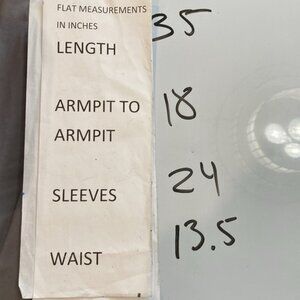 FLAT MEASUREMENTS
IN INCHES
LENGTH 35
ARMPIT TO 18
ARMPIT
SLEEVES 24
WAIST 13.5